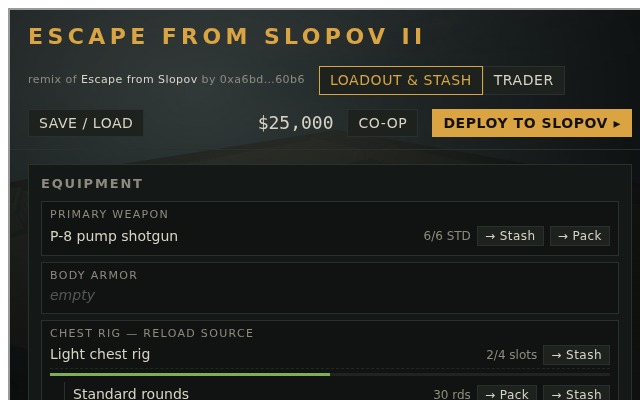 ESCAPE FROM SLOPOV II
remix of Escape from Slopov by 0xa6bd...60b6 LOADOUT & STASH TRADER
SAVE / LOAD $25,000 CO-OP DEPLOY TO SLOPOV ▸
EQUIPMENT
PRIMARY WEAPON
P-8 pump shotgun 6/6 STD → Stash → Pack
BODY ARMOR
empty
CHEST RIG — RELOAD SOURCE
Light chest rig 2/4 slots → Stash
Standard rounds 30 rds → Pack → Stash